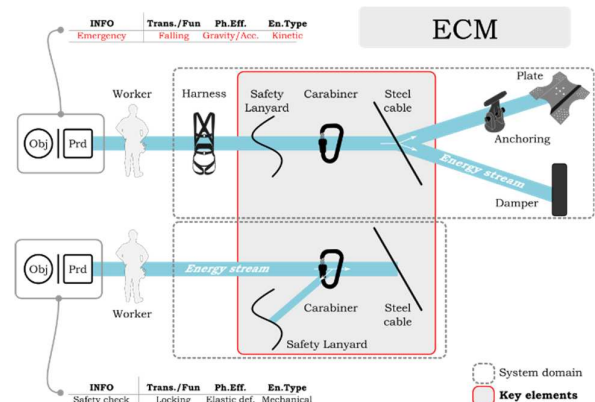 INFO Trans./Fun Ph.Eff. En.Type
Emergency Falling Gravity/Acc. Kinetic
ECM
Plate
Worker Harness Safety Lanyard Carabiner Steel cable
Obj Prd
Anchoring
Energy stream
Damper
Energy stream
Obj Prd
Carabiner Steel cable
Worker
Safety Lanyard
System domain
INFO Trans./Fun Ph.Eff. En.Type
Safety check Locking Elastic def. Mechanical
Key elements